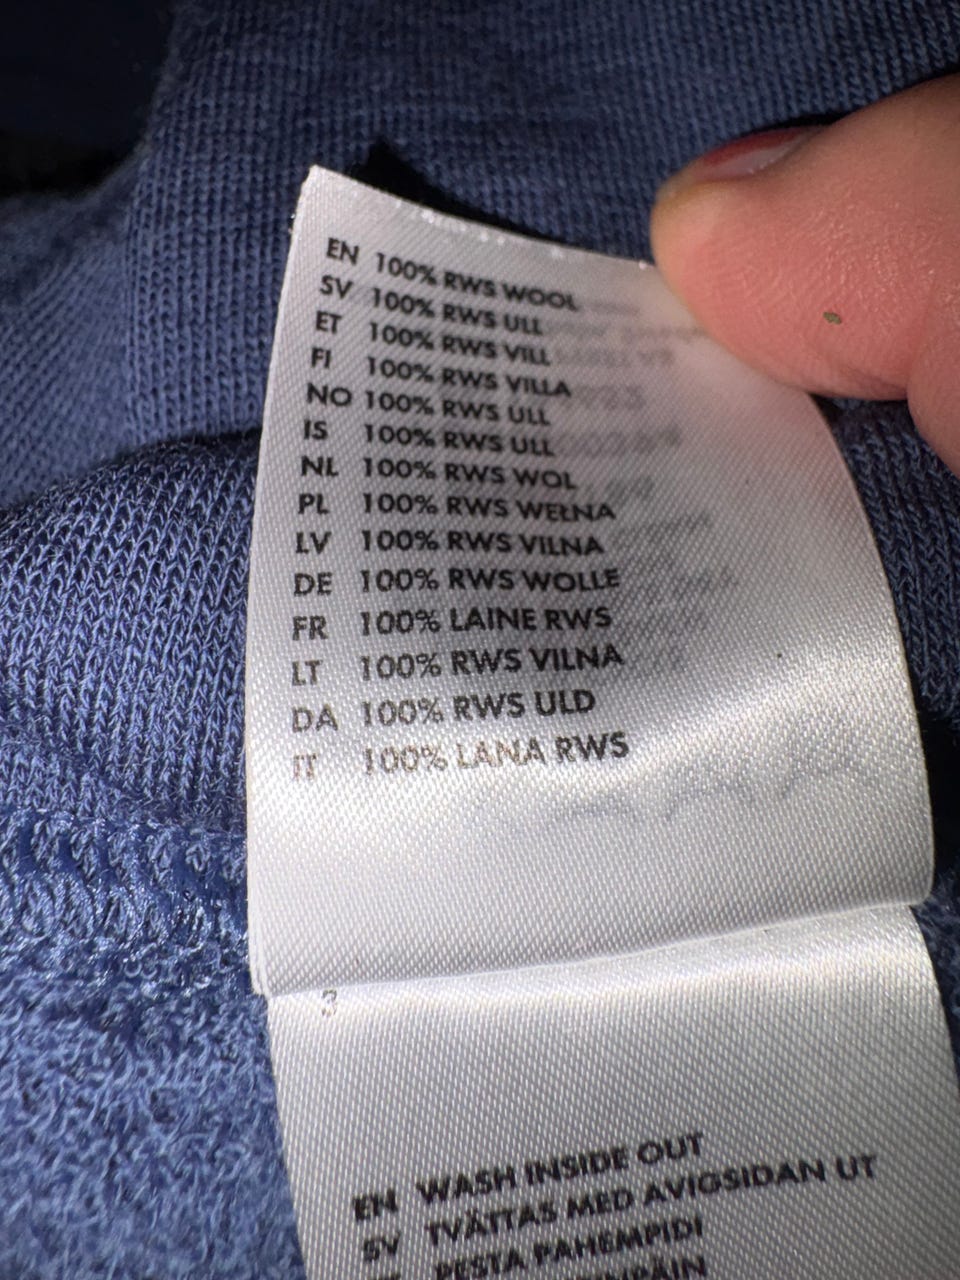 EN 100% RWS WOOL
SV 100% RWS ULL
ET 100% RWS VILL
FI 100% RWS VILLA
NO 100% RWS ULL
IS 100% RWS ULL
NL 100% RWS WOL
PL 100% RWS WEŁNA
LV 100% RWS VILNA
DE 100% RWS WOLLE
FR 100% LAINE RWS
LT 100% RWS VILNA
DA 100% RWS ULD
IT 100% LANA RWS
3
EN WASH INSIDE OUT
SV TVÄTTAS MED AVIGSIDAN UT
PESTA PAHEMPIDI